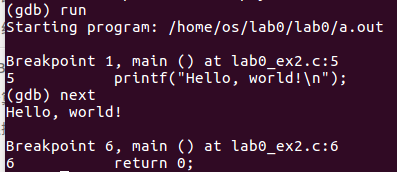 (gdb) run
Starting program: /home/os/lab0/lab0/a.out
Breakpoint 1, main () at lab0_ex2.c:5
5 printf("Hello, world!\n");
(gdb) next
Hello, world!
Breakpoint 6, main () at lab0_ex2.c:6
6 return 0;